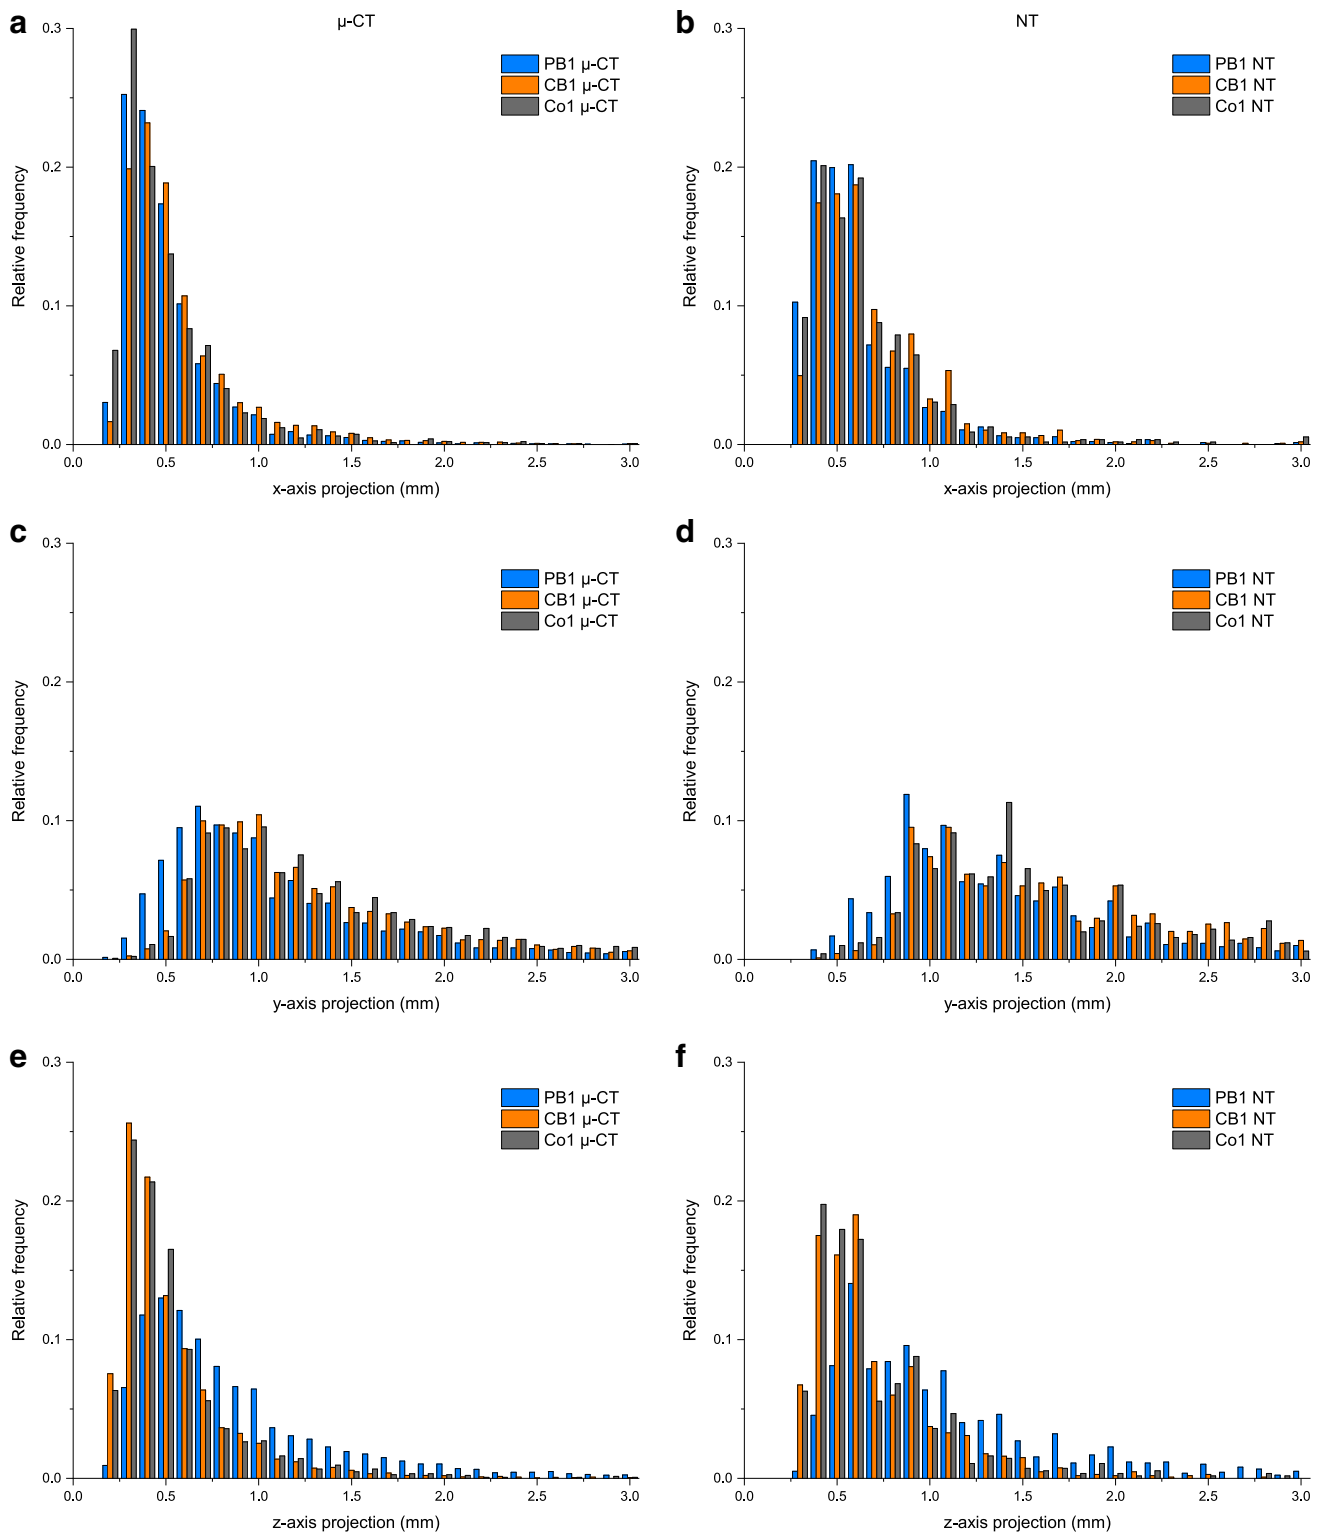 a
μ-CT
0.3
0.2
0.1
0.0
Relative frequency
PB1 μ-CT
CB1 μ-CT
Co1 μ-CT
0.0 0.5 1.0 1.5 2.0 2.5 3.0
x-axis projection (mm)
b
NT
0.3
0.2
0.1
0.0
Relative frequency
PB1 NT
CB1 NT
Co1 NT
0.0 0.5 1.0 1.5 2.0 2.5 3.0
x-axis projection (mm)
c
0.3
0.2
0.1
0.0
Relative frequency
PB1 μ-CT
CB1 μ-CT
Co1 μ-CT
0.0 0.5 1.0 1.5 2.0 2.5 3.0
y-axis projection (mm)
d
0.3
0.2
0.1
0.0
Relative frequency
PB1 NT
CB1 NT
Co1 NT
0.0 0.5 1.0 1.5 2.0 2.5 3.0
y-axis projection (mm)
e
0.3
0.2
0.1
0.0
Relative frequency
PB1 μ-CT
CB1 μ-CT
Co1 μ-CT
0.0 0.5 1.0 1.5 2.0 2.5 3.0
z-axis projection (mm)
f
0.3
0.2
0.1
0.0
Relative frequency
PB1 NT
CB1 NT
Co1 NT
0.0 0.5 1.0 1.5 2.0 2.5 3.0
z-axis projection (mm)